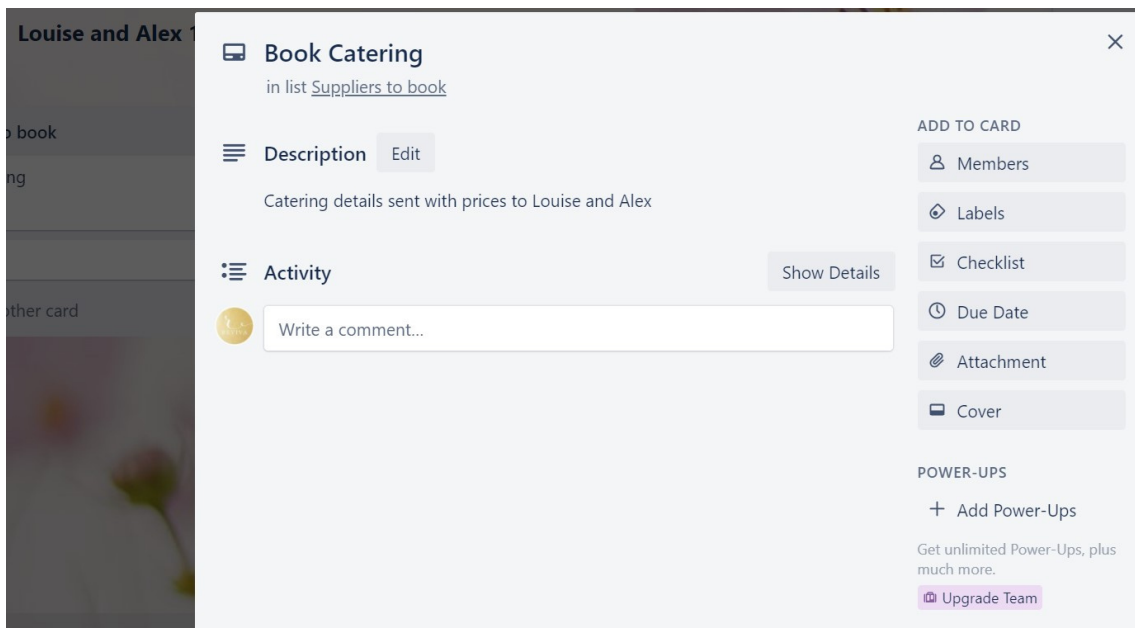 Louise and Alex 1
Book Catering
in list Suppliers to book
o book
ng
other card
Description
Edit
Catering details sent with prices to Louise and Alex
Activity
Show Details
Write a comment...
ADD TO CARD
Members
Labels
Checklist
Due Date
Attachment
Cover
POWER-UPS
Add Power-Ups
Get unlimited Power-Ups, plus
much more.
Upgrade Team